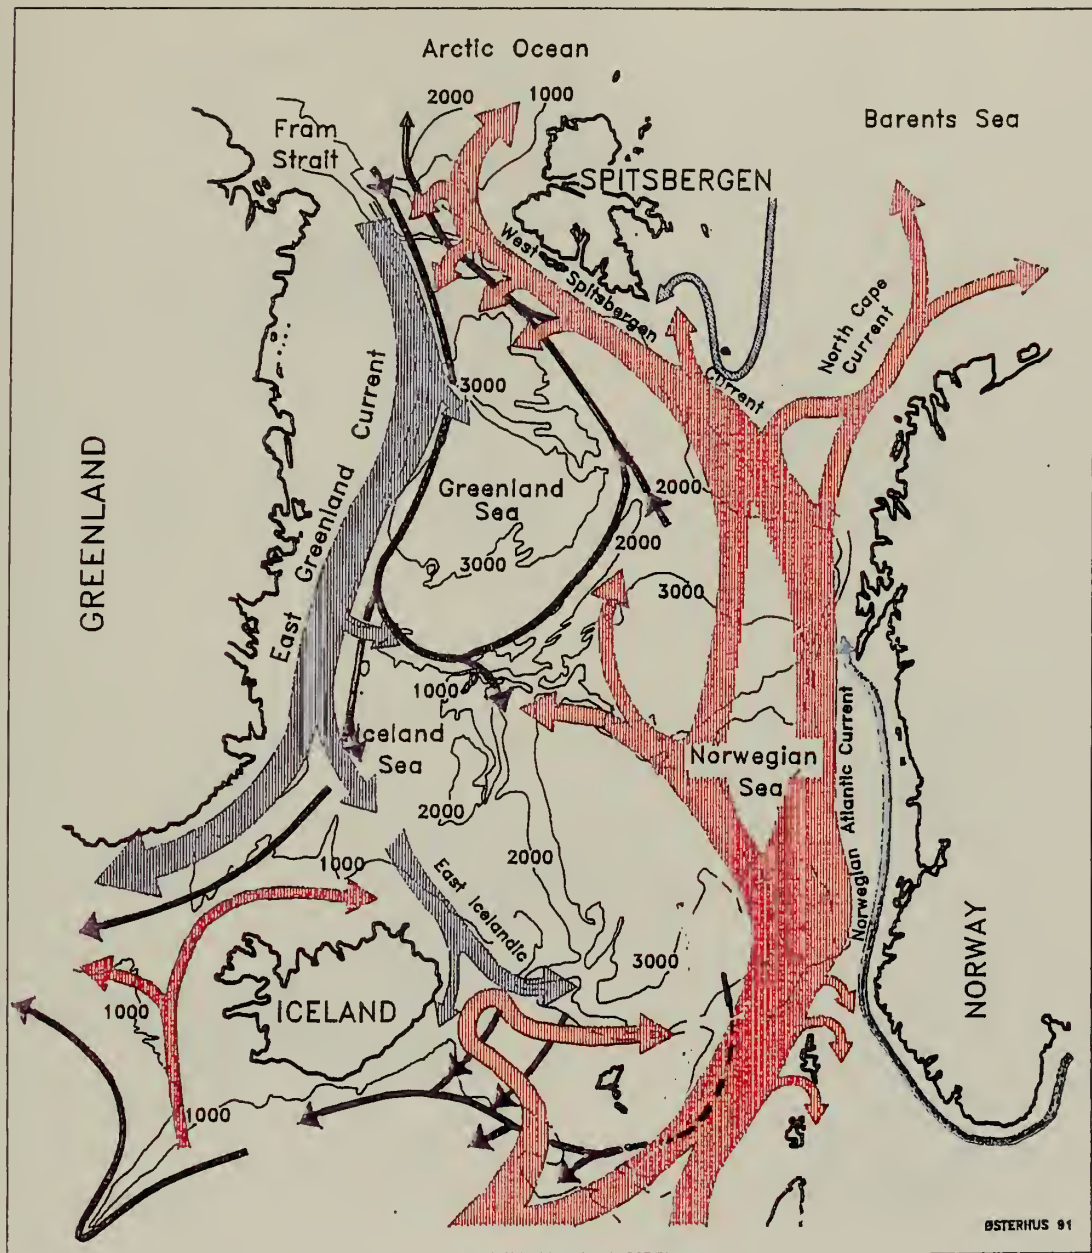 Arctic Ocean
2000
1000
Fram
Strait
Barents Sea
SPITSBERGEN
West Spitsbergen
Current
North Cape
Current
3000
GREENLAND
East Greenland Current
Greenland
Sea
2000
2000
3000
3000
1000
Iceland
Sea
Norwegian
Sea
Norwegian Atlantic Current
2000
2000
1000
East Icelandic
3000
NORWAY
ICELAND
1000
1000
ØSTERHUS 91